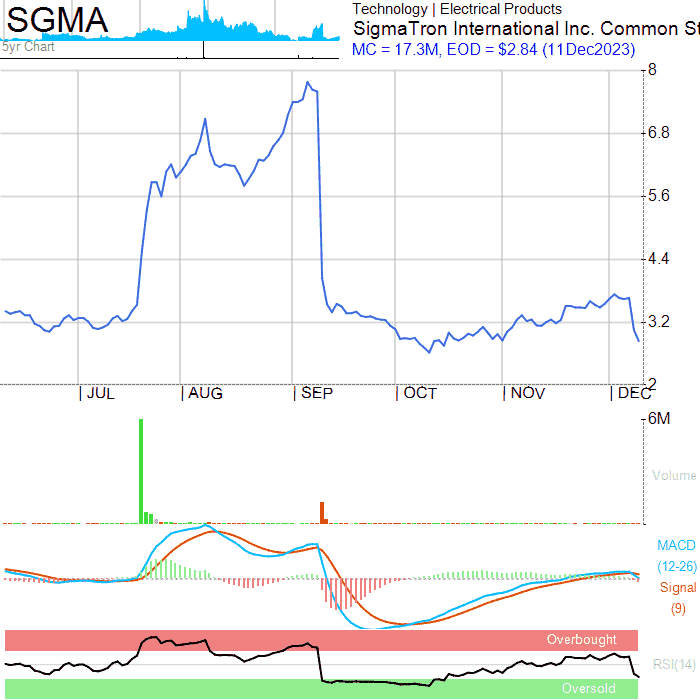 SGMA
5yr Chart
Technology | Electrical Products
SigmaTron International Inc. Common St
MC = 17.3M, EOD = $2.84 (11Dec2023)
8
6.8
5.6
4.4
3.2
2
JUL AUG SEP OCT NOV DEC
6M
Volume
MACD
(12-26)
Signal
(9)
Overbought
RSI(14)
Oversold